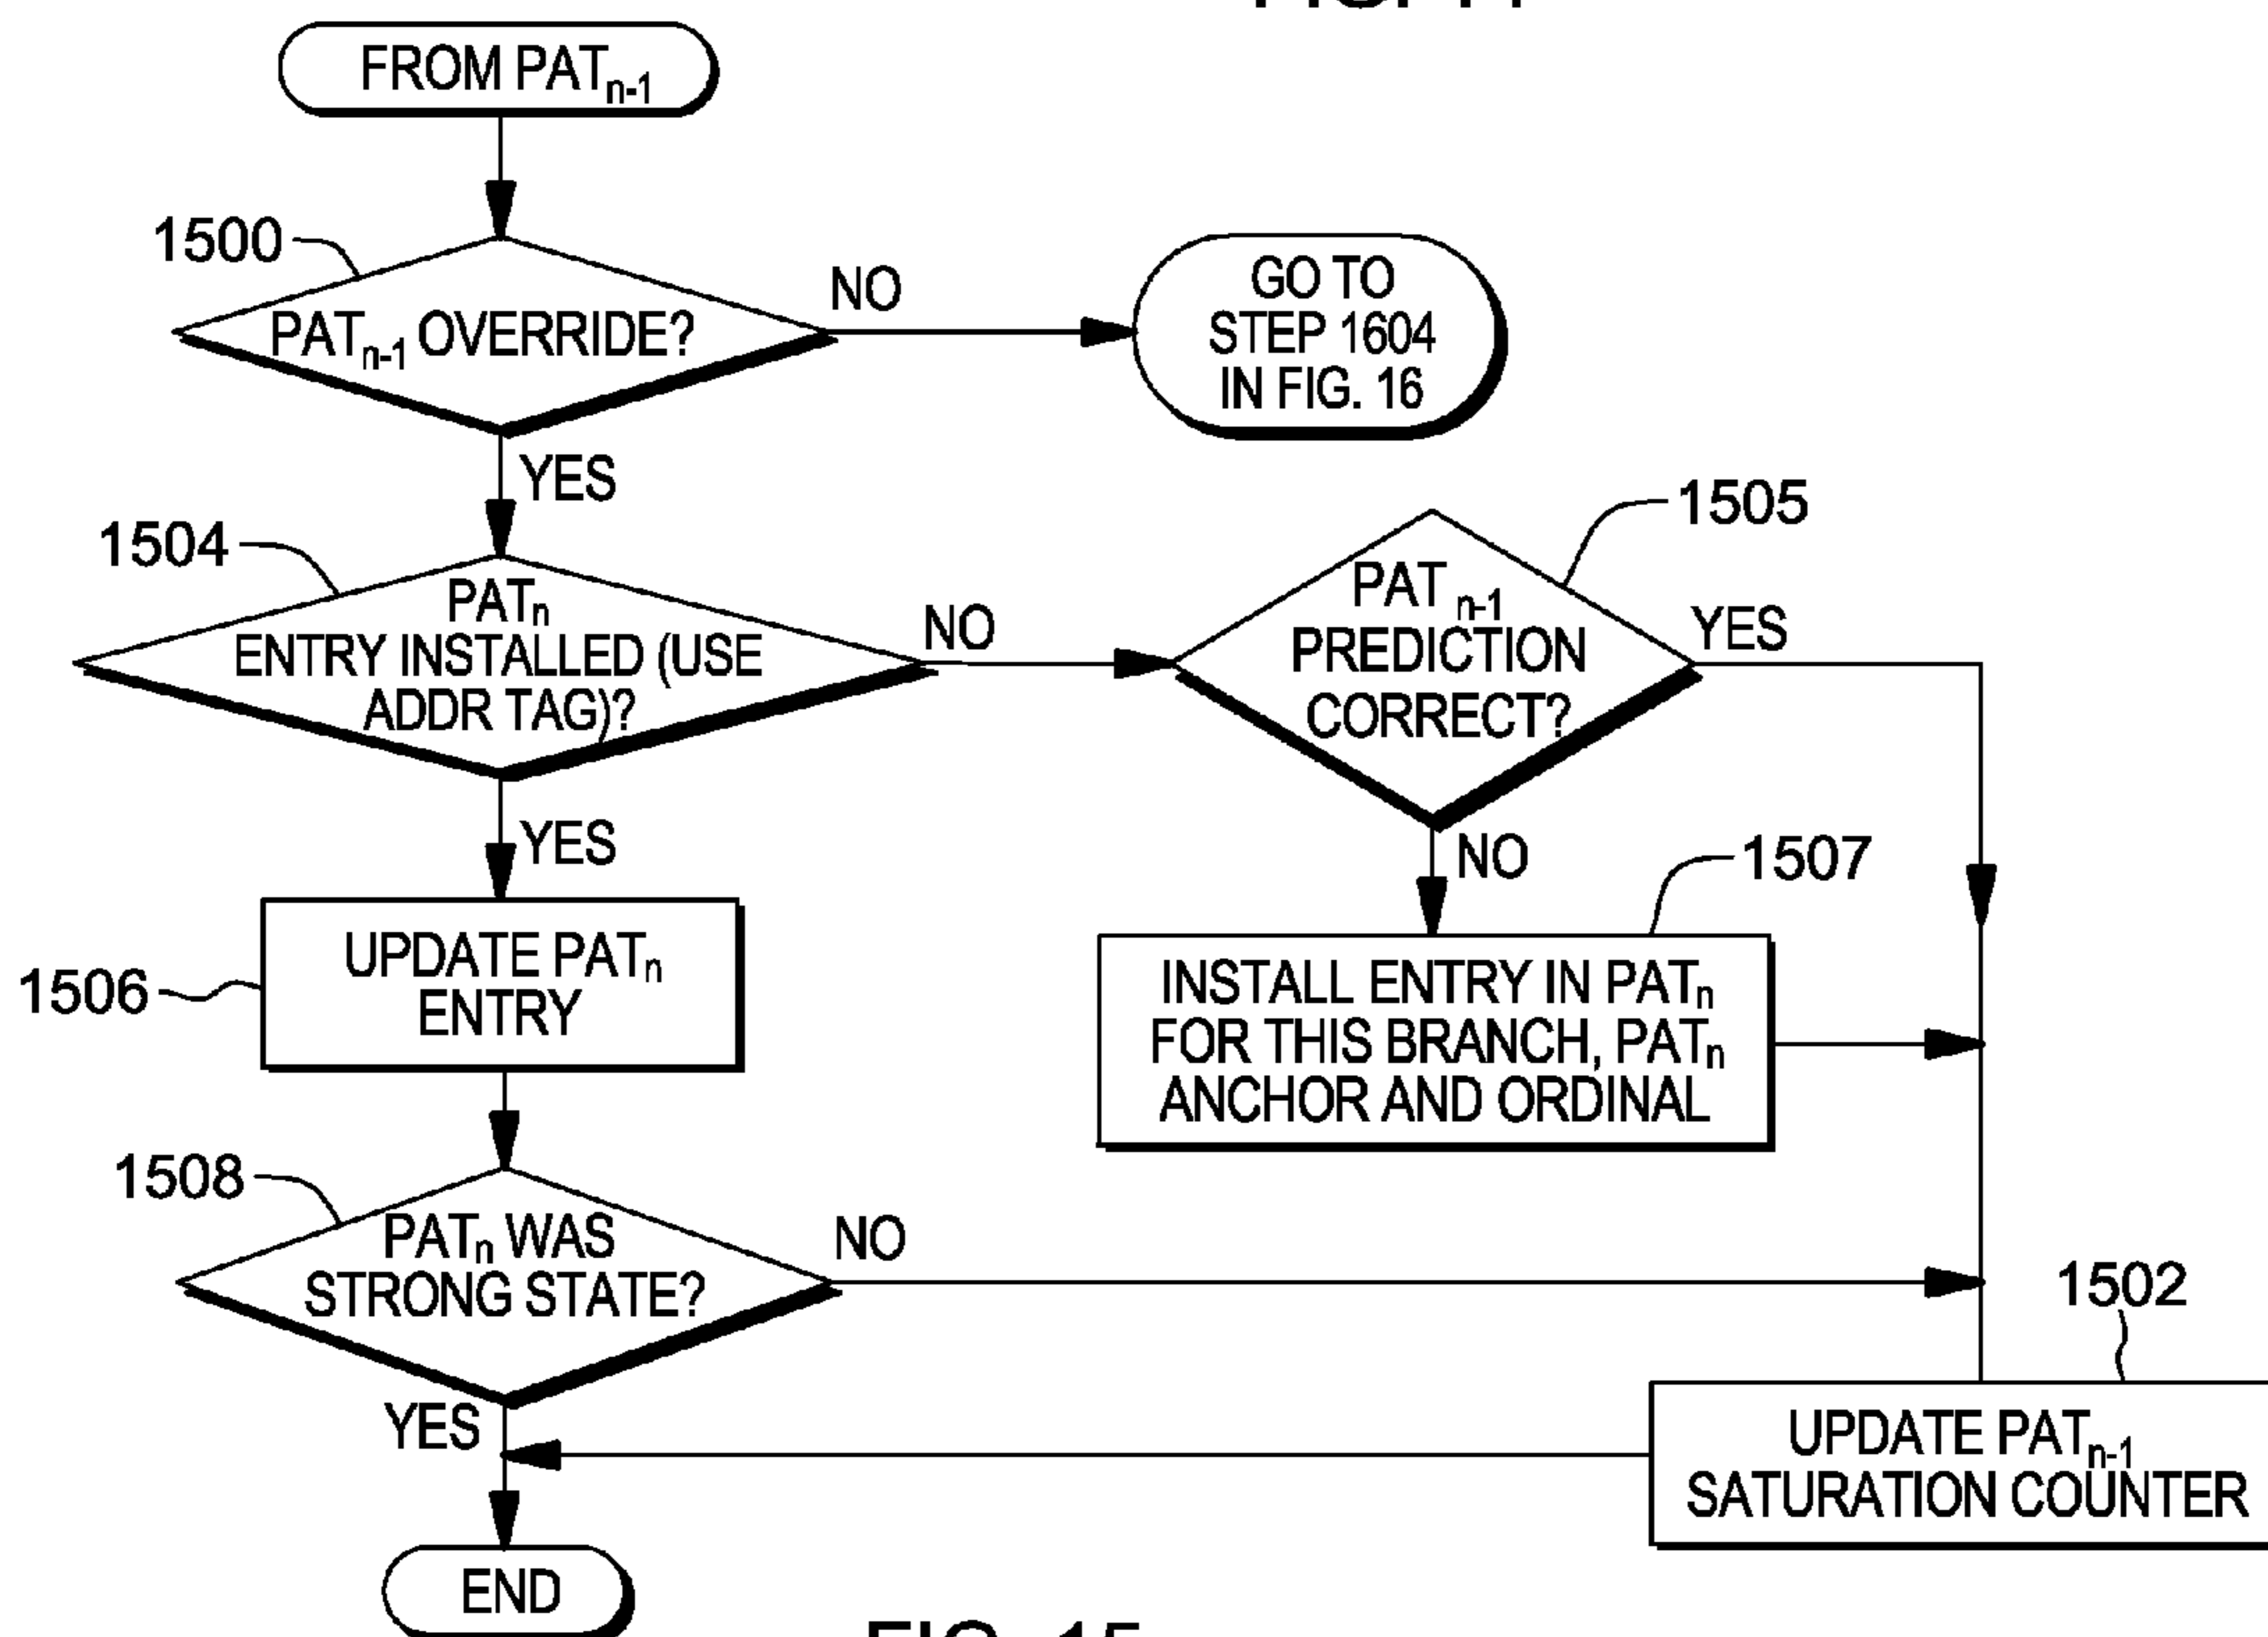 FROM PATn-1
1500
PATn-1 OVERRIDE?
NO
GO TO
STEP 1604
IN FIG. 16
YES
1504
PATn
ENTRY INSTALLED (USE
ADDR TAG)?
NO
1505
PAT n-1
PREDICTION
CORRECT?
YES
YES
NO
1506
UPDATE PATn
ENTRY
1507
INSTALL ENTRY IN PATn
FOR THIS BRANCH, PATn
ANCHOR AND ORDINAL
1508
PATn WAS
STRONG STATE?
NO
1502
YES
UPDATE PATn-1
SATURATION COUNTER
END
FIG. 15